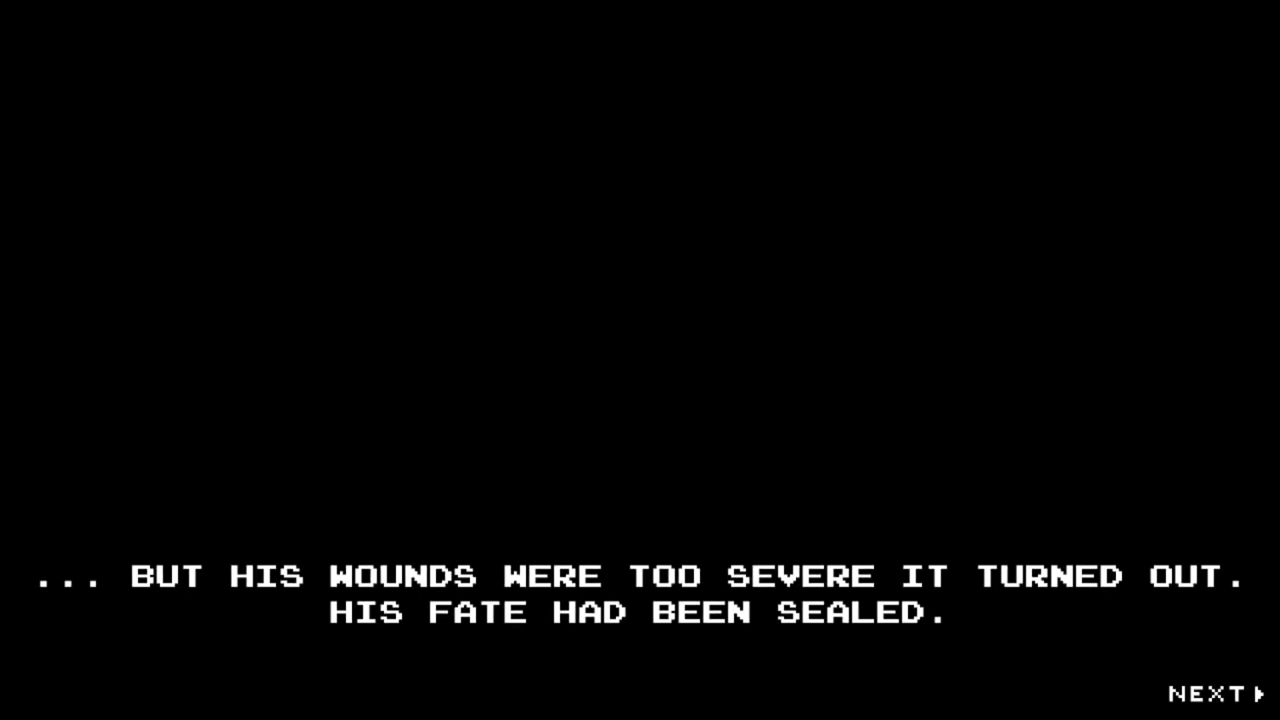 ... BUT HIS WOUNDS WERE TOO SEVERE IT TURNED OUT.
HIS FATE HAD BEEN SEALED.
NEXT